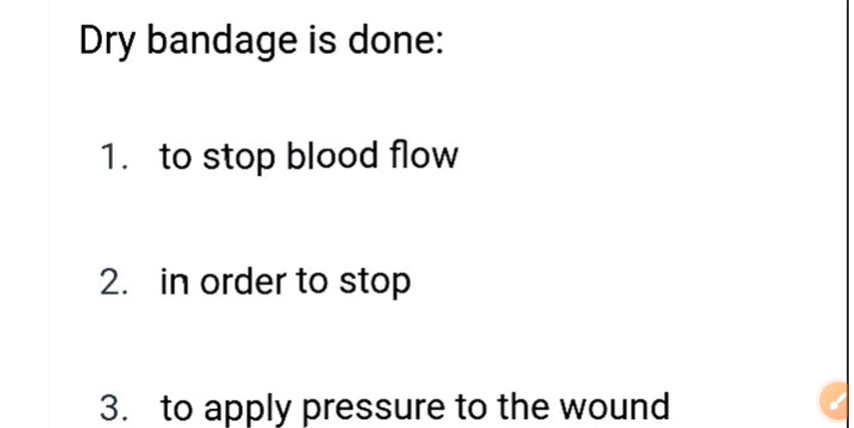 Dry bandage is done:
1. to stop blood flow
2. in order to stop
3. to apply pressure to the wound